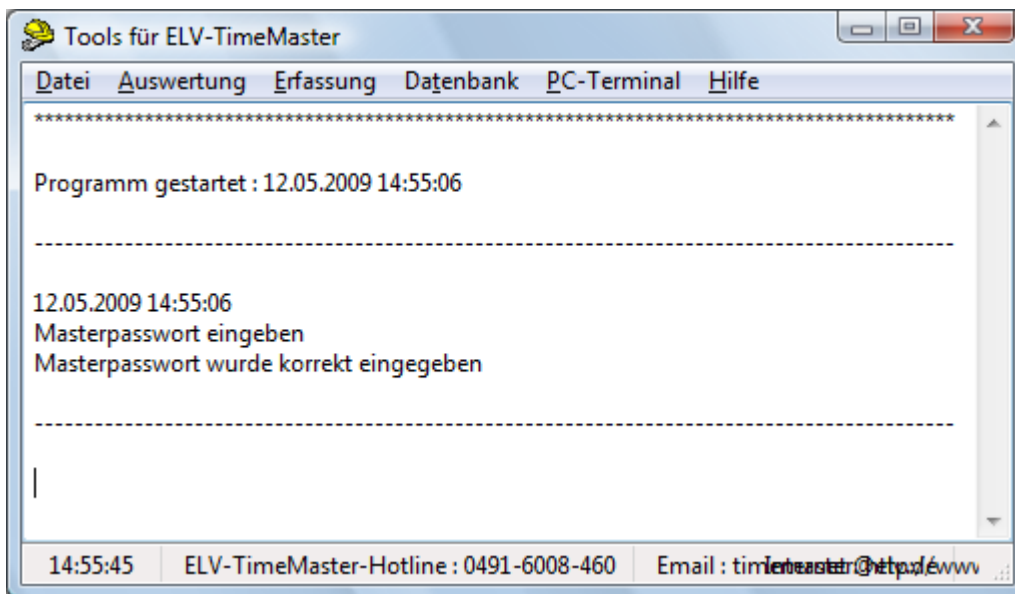 Tools für ELV-TimeMaster
Datei Auswertung Erfassung Datenbank PC-Terminal Hilfe
********************************************************************************************
Programm gestartet : 12.05.2009 14:55:06
--------------------------------------------------------------------------------------------
12.05.2009 14:55:06
Masterpasswort eingeben
Masterpasswort wurde korrekt eingegeben
--------------------------------------------------------------------------------------------
14:55:45 ELV-TimeMaster-Hotline : 0491-6008-460 Email :